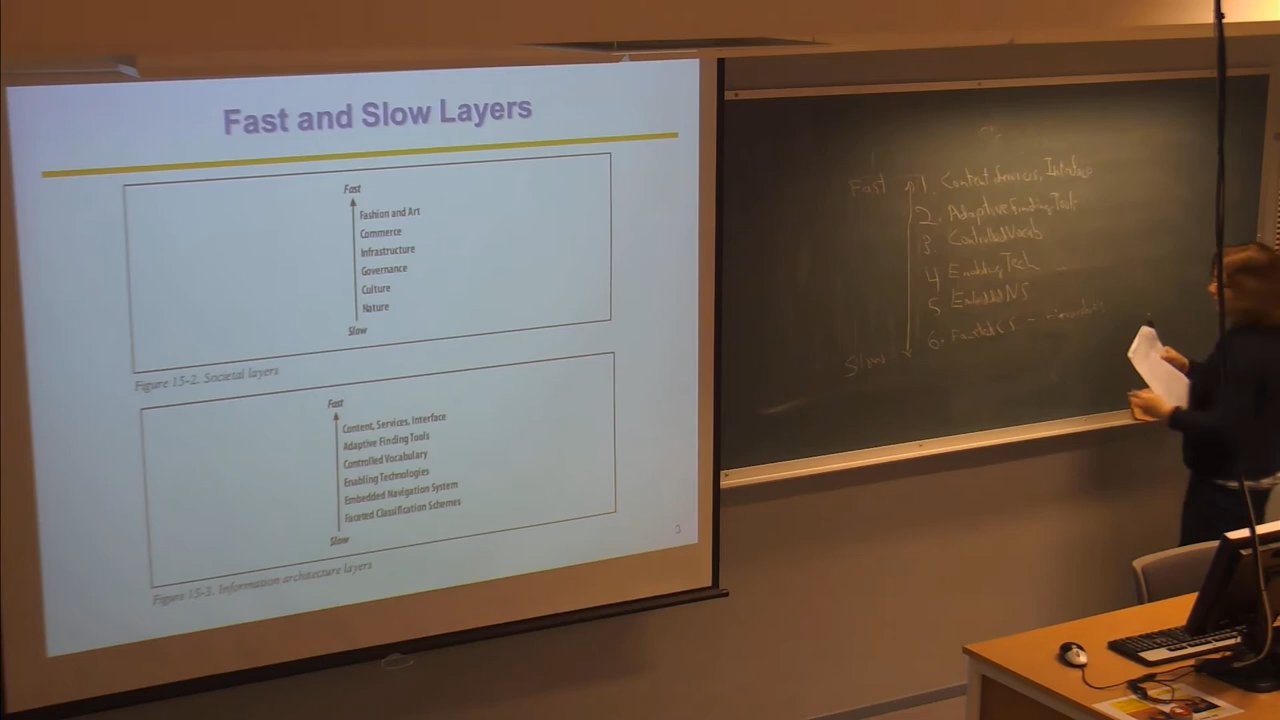 Fast and Slow Layers
Fast
Fashion and Art
Commerce
Infrastructure
Governance
Culture
Nature
Slow
Figure 15-2. Societal layers
Fast
Content, Services, Interface
Adaptive Finding Tools
Controlled Vocabulary
Enabling Technologies
Embedded Navigation System
Faceted Classification Schemes
Slow
Figure 15-3. Information architecture layers
3
Fast
1. Content Services, Interface
2. Adaptive Finding Tools
3. Controlled Vocab
4 Enabling Tech
5 Embedded NS
6. Faceted CS -
Slow